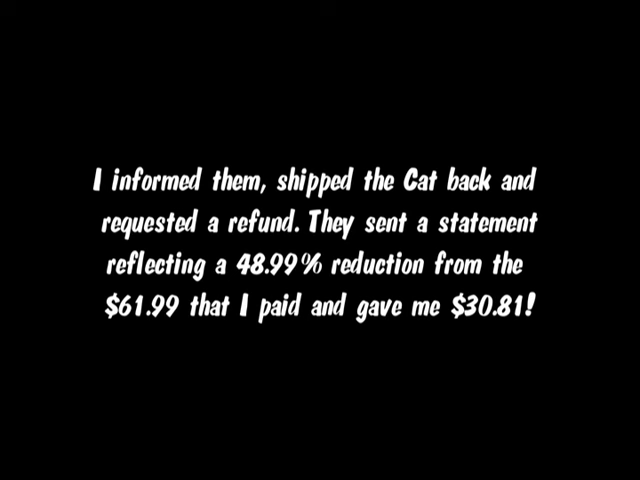 I informed them, shipped the Cat back and
requested a refund. They sent a statement
reflecting a 48.99% reduction from the
$61.99 that I paid and gave me $30.81!